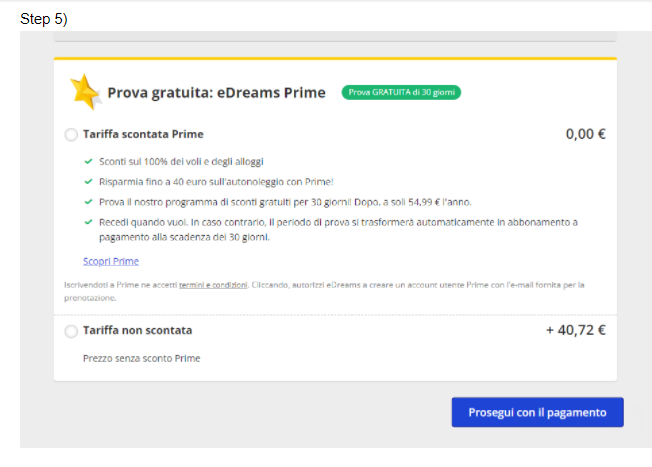 Step 5)
Prova gratuita: eDreams Prime
Prova GRATUITA di 30 giorni
Tariffa scontata Prime
0,00 €
Sconti sul 100% dei voli e degli alloggi
Risparmia fino a 40 euro sull'autonoleggio con Prime!
Prova il nostro programma di sconti gratuiti per 30 giorni! Dopo, a soli 54,99 € l'anno.
Recedi quando vuoi. In caso contrario, il periodo di prova si trasformerà automaticamente in abbonamento a
pagamento alla scadenza dei 30 giorni.
Scopri Prime
Iscrivendoti a Prime ne accetti termini e condizioni. Cliccando, autorizzi eDreams a creare un account utente Prime con l'e-mail fornita per la
prenotazione.
Tariffa non scontata
+ 40,72 €
Prezzo senza sconto Prime
Prosegui con il pagamento